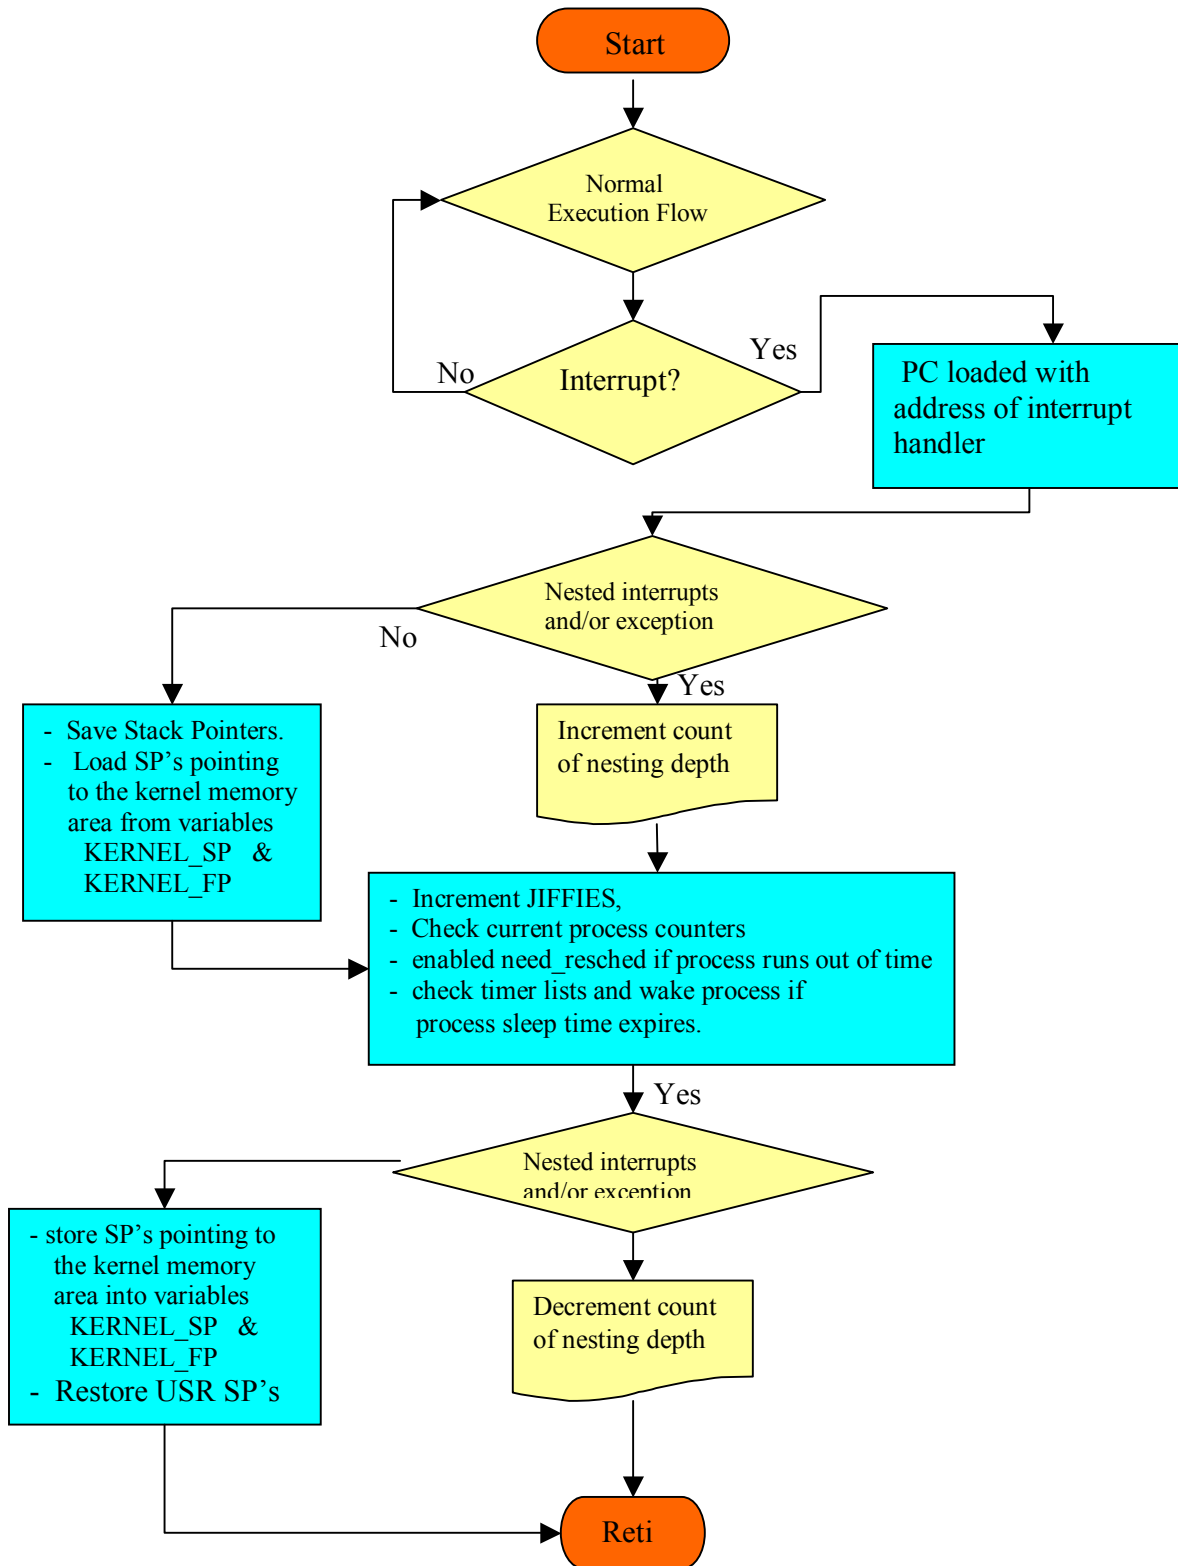 Start
Normal
Execution Flow
Interrupt?
No
Yes
PC loaded with
address of interrupt
handler
Nested interrupts
and/or exception
No
Yes
- Save Stack Pointers.
- Load SP’s pointing
to the kernel memory
area from variables
KERNEL_SP &
KERNEL_FP
Increment count
of nesting depth
- Increment JIFFIES,
- Check current process counters
- enabled need_resched if process runs out of time
- check timer lists and wake process if
process sleep time expires.
Yes
Nested interrupts
and/or exception
- store SP’s pointing to
the kernel memory
area into variables
KERNEL_SP &
KERNEL_FP
- Restore USR SP’s
Decrement count
of nesting depth
Reti